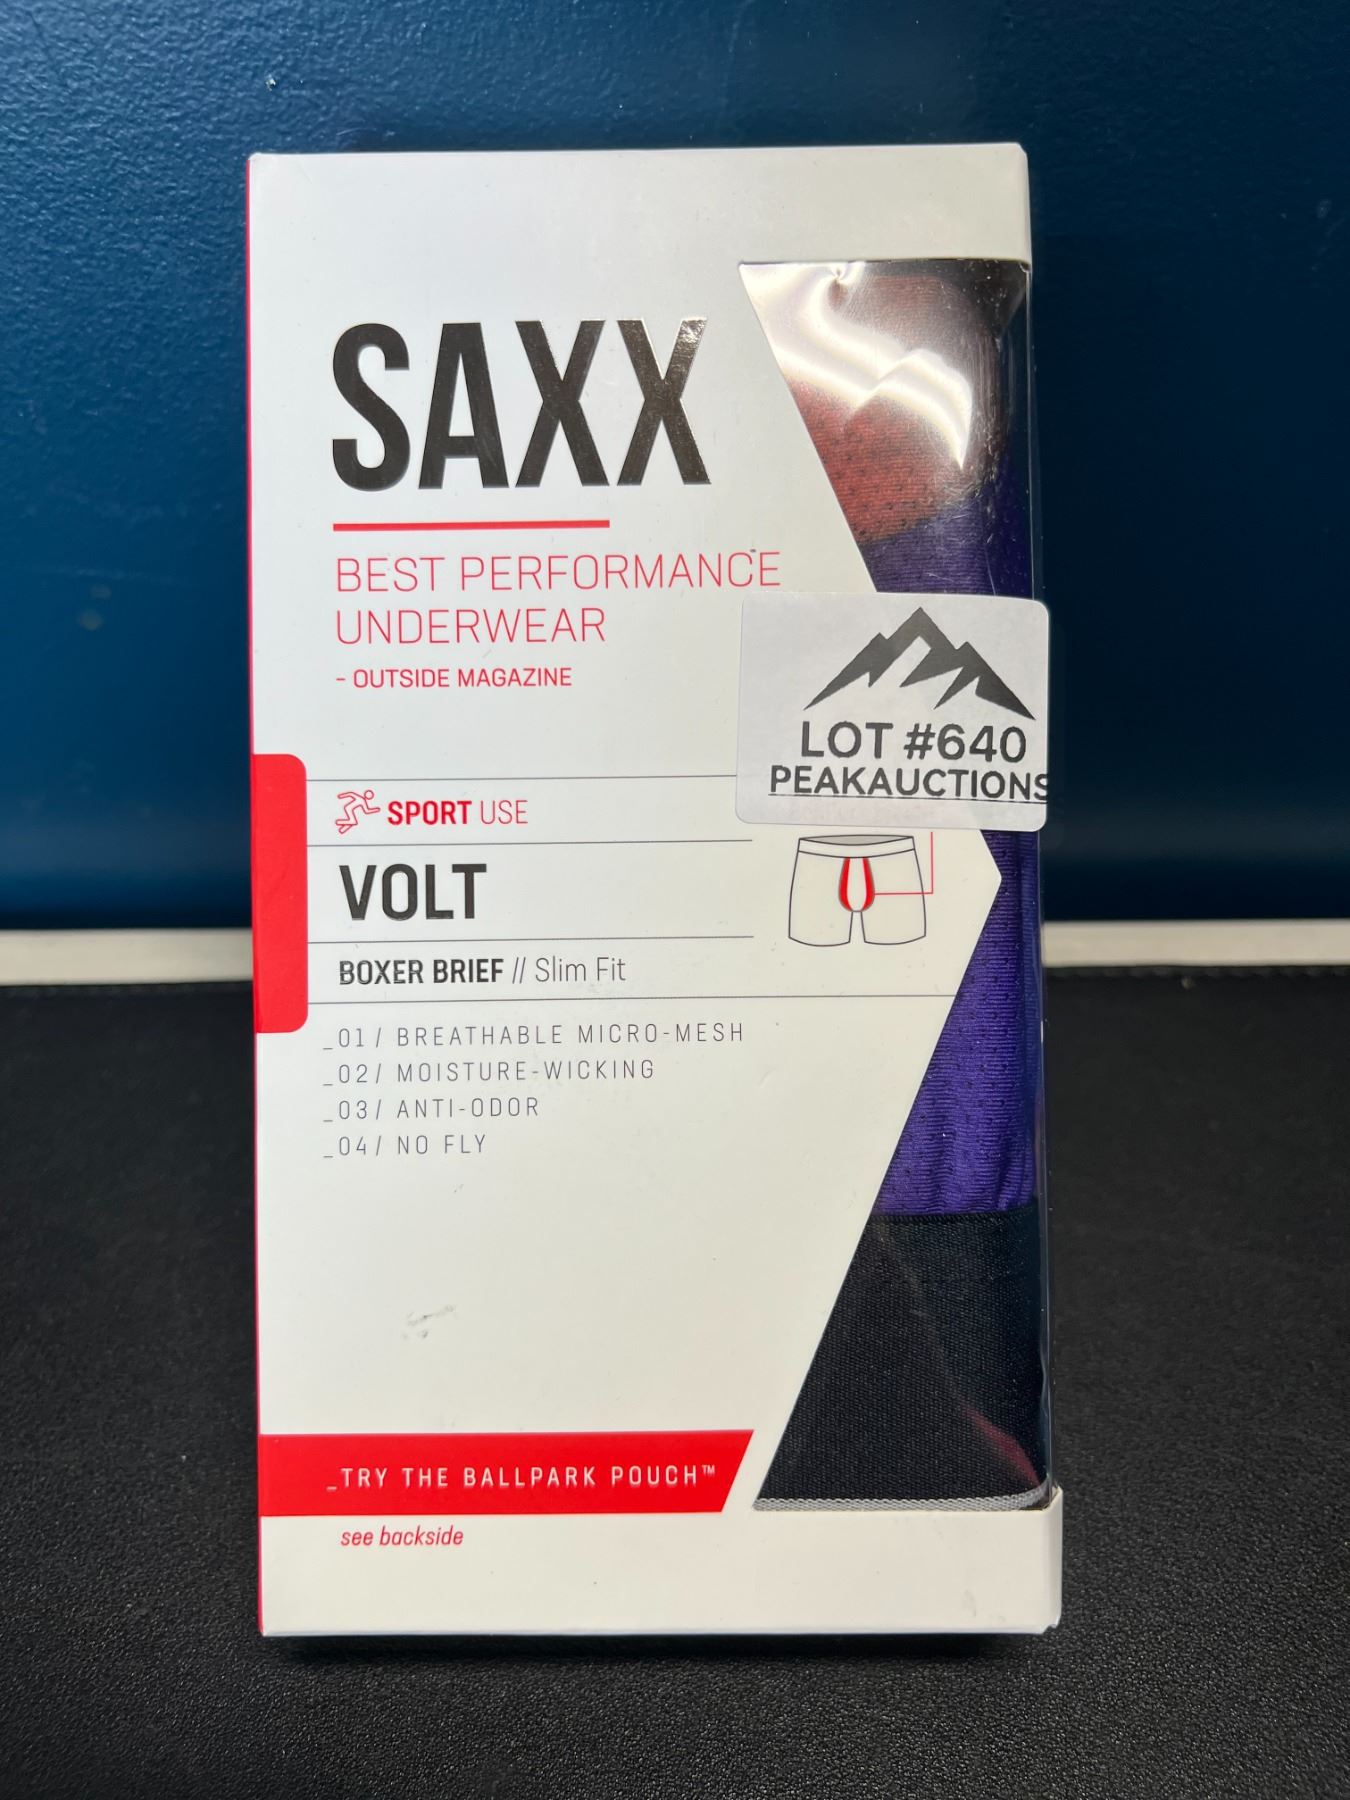 SAXX
BEST PERFORMANCE
UNDERWEAR
- OUTSIDE MAGAZINE
LOT #640
PEAKAUCTIONS
SPORT USE
VOLT
BOXER BRIEF // Slim Fit
_01/ BREATHABLE MICRO-MESH
_02/ MOISTURE-WICKING
_03/ ANTI-ODOR
_04/ NO FLY
_TRY THE BALLPARK POUCH™
see backside